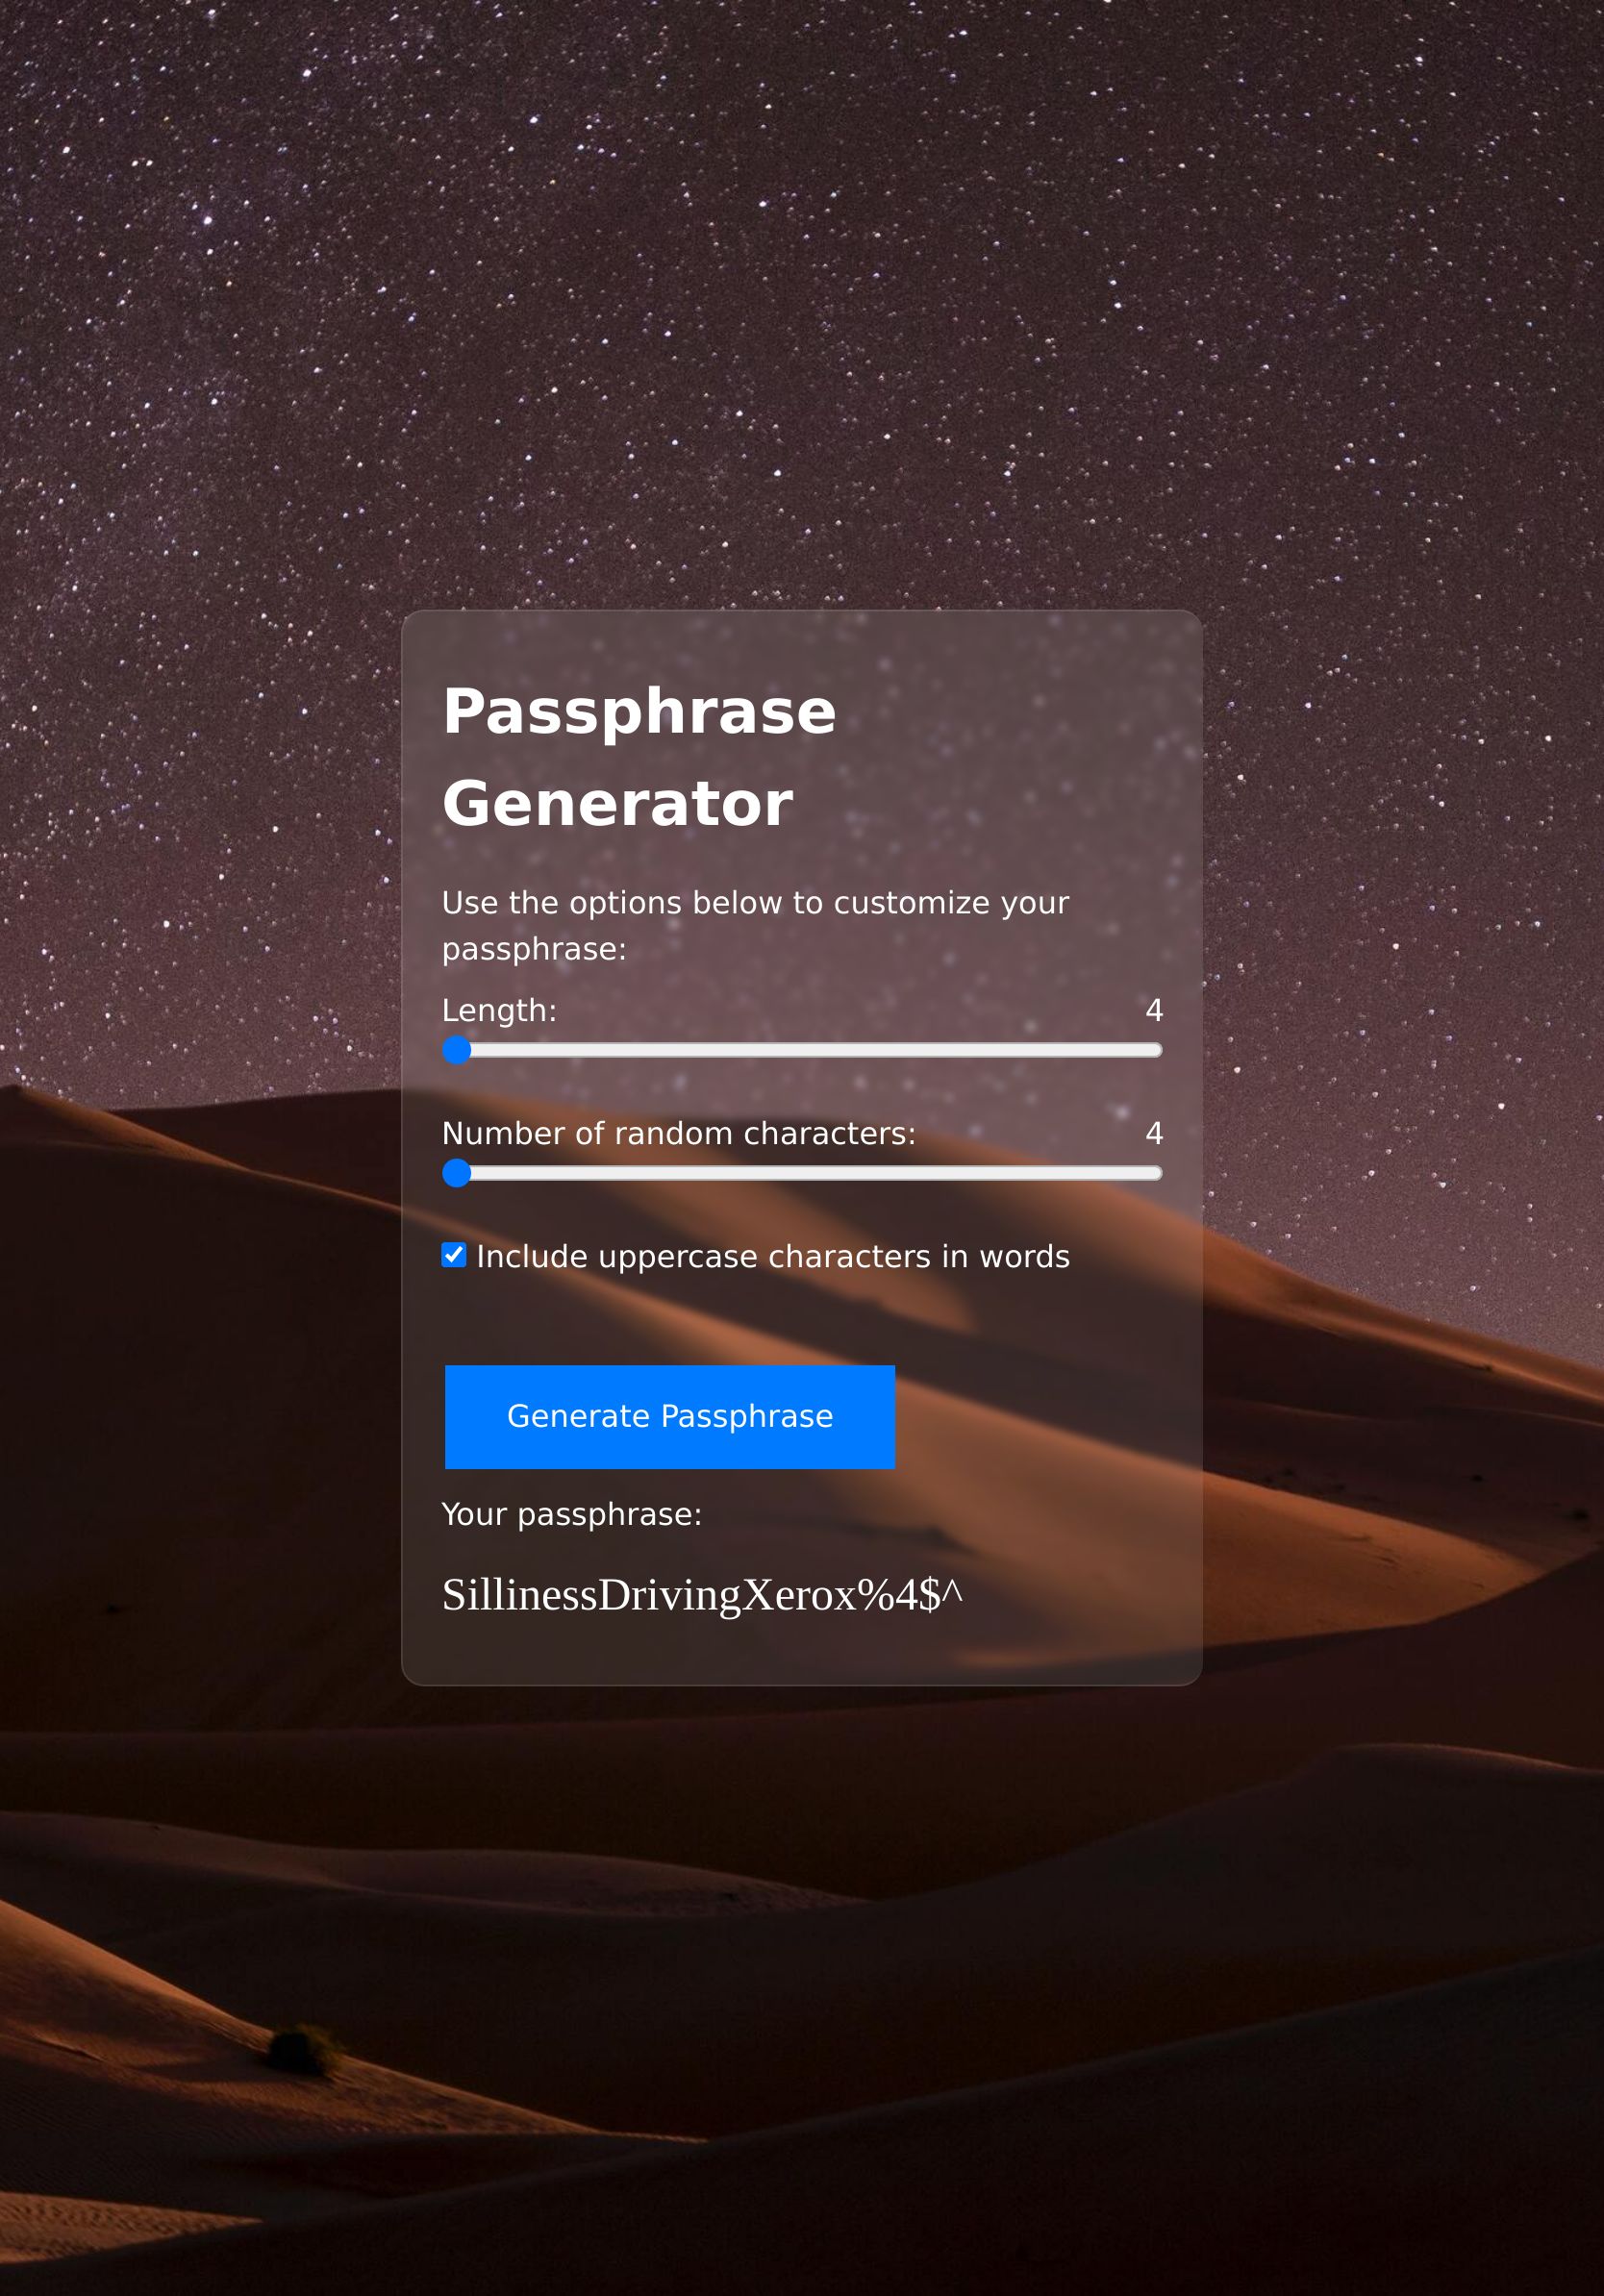 Passphrase
Generator
Use the options below to customize your
passphrase:
Length: 4
Number of random characters: 4
Include uppercase characters in words
Generate Passphrase
Your passphrase:
SillinessDrivingXerox%4$^